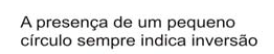 A presença de um pequeno
círculo sempre indica inversão